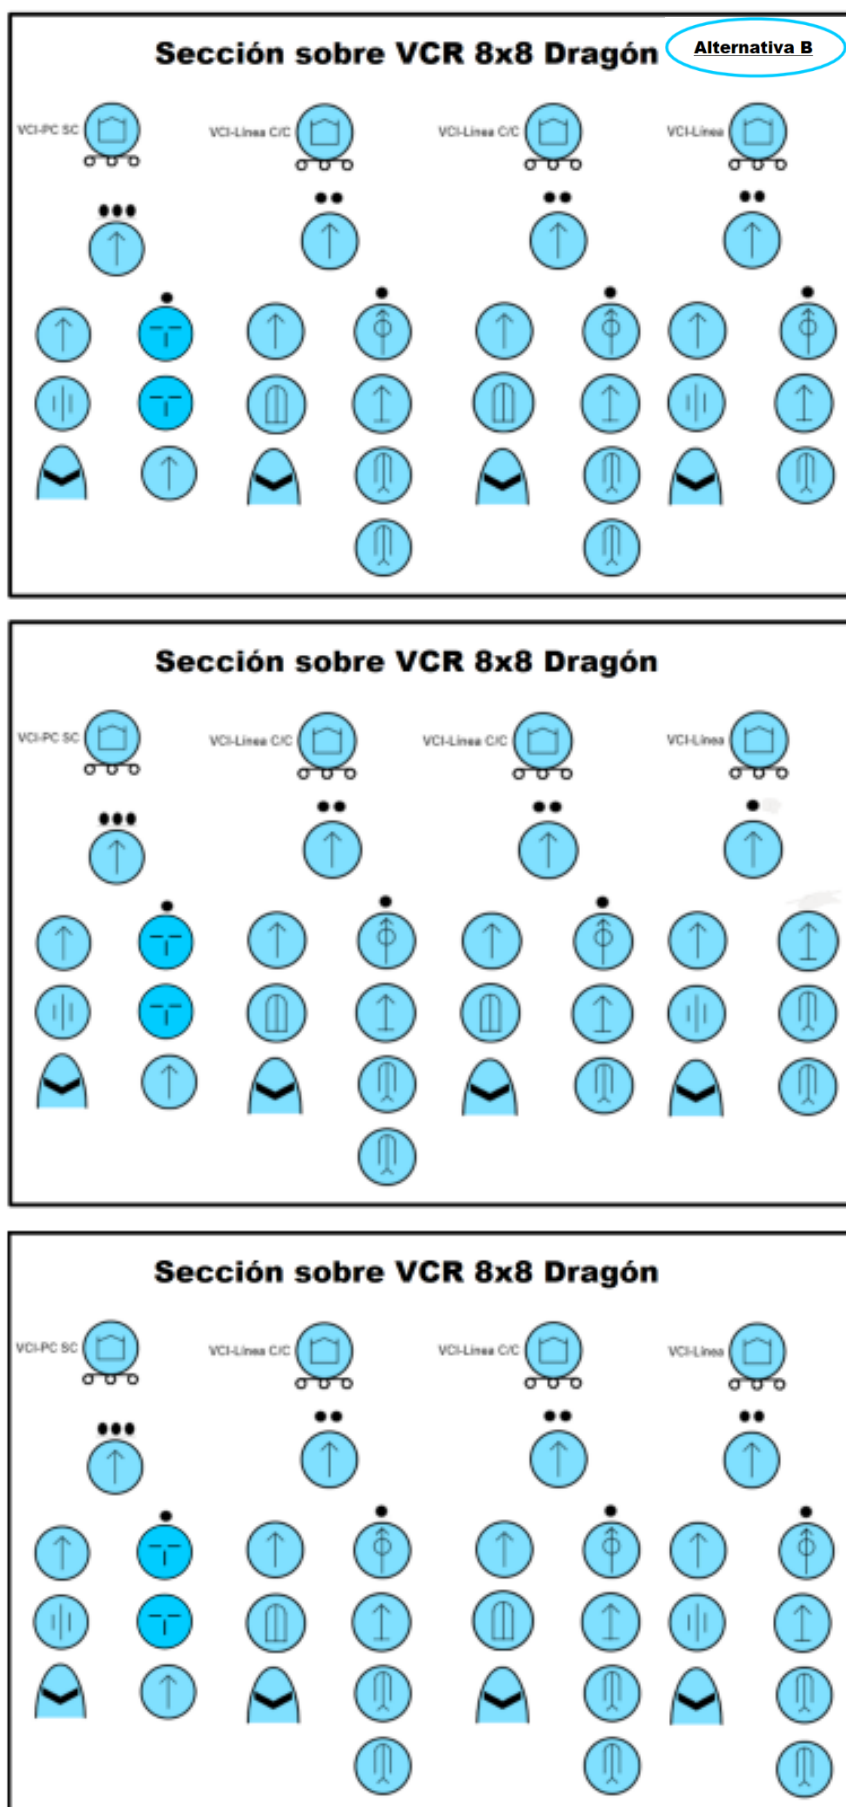 Sección sobre VCR 8x8 Dragón
Alternativa B
VCI-PC SC
VCI-Línea C/C
VCI-Línea C/C
VCI-Línea
Sección sobre VCR 8x8 Dragón
VCI-PC SC
VCI-Línea C/C
VCI-Línea C/C
VCI-Línea
Sección sobre VCR 8x8 Dragón
VCI-PC SC
VCI-Línea C/C
VCI-Línea C/C
VCI-Línea